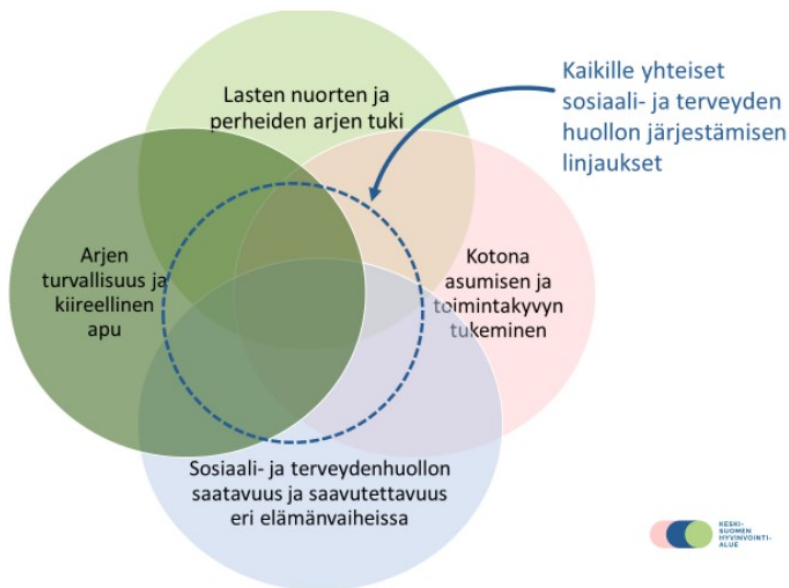 Lasten nuorten ja
perheiden arjen tuki
Kaikille yhteiset
sosiaali- ja terveyden
huollon järjestämisen
linjaukset
Arjen
turvallisuus ja
kiireellinen
apu
Kotona
asumisen ja
toimintakyvyn
tukeminen
Sosiaali- ja terveydenhuollon
saatavuus ja saavutettavuus
eri elämänvaiheissa
KESKI-
SUOMEN
HYVINVOINTI-
ALUE